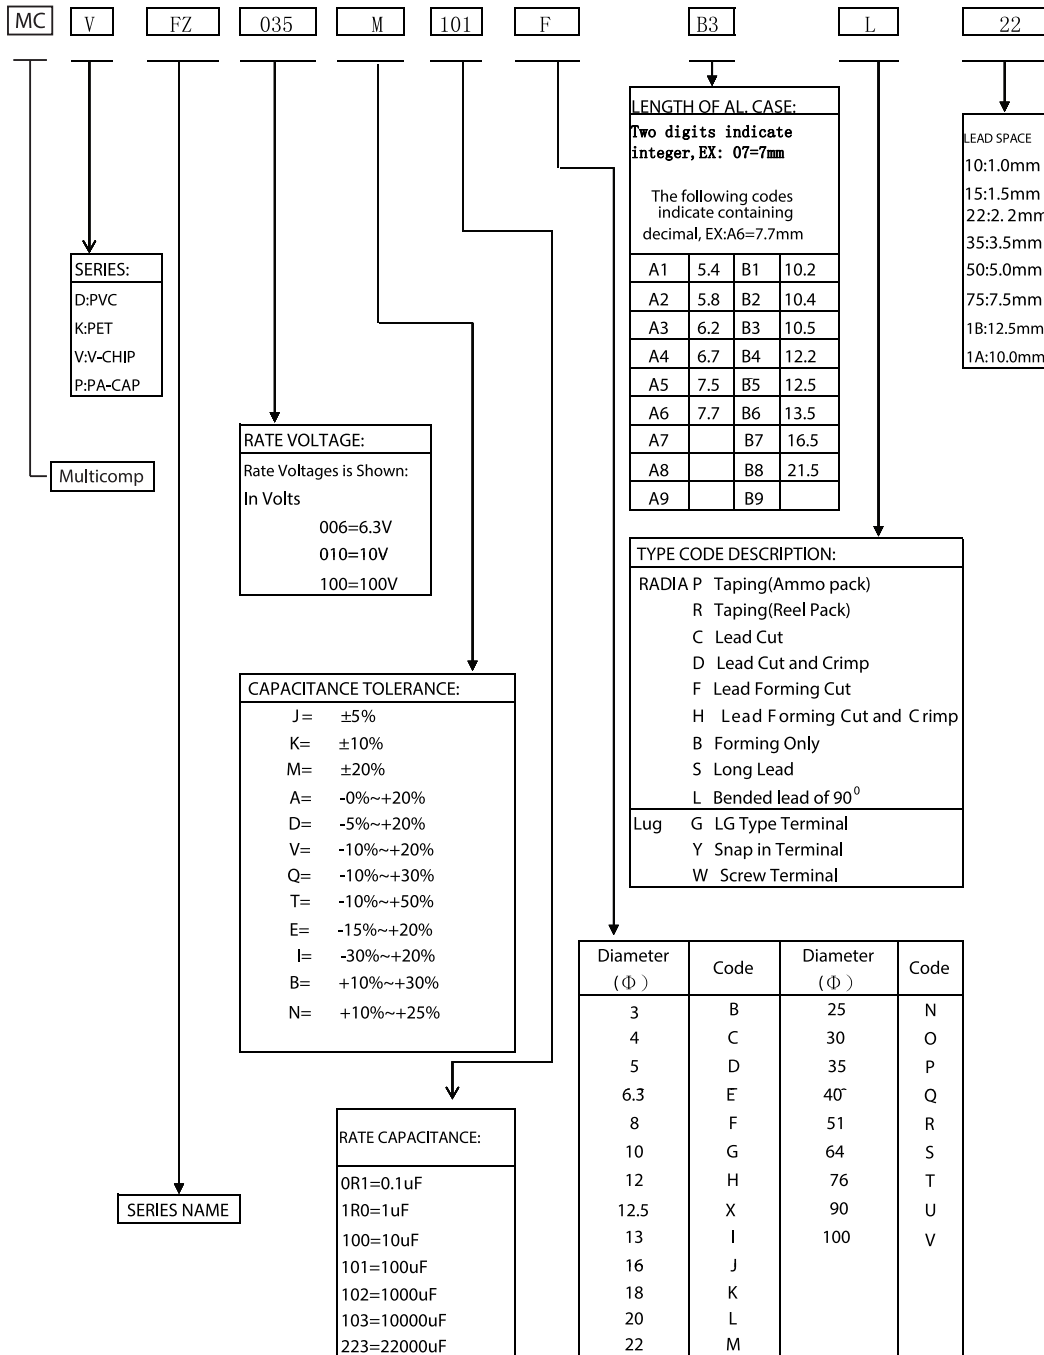 MC V FZ 035 M 101 F B3 L 22
LENGTH OF AL. CASE:
Two digits indicate
integer, EX: 07=7mm
The following codes
indicate containing
decimal, EX:A6=7.7mm
A1 5.4 B1 10.2
A2 5.8 B2 10.4
A3 6.2 B3 10.5
A4 6.7 B4 12.2
A5 7.5 B5 12.5
A6 7.7 B6 13.5
A7 B7 16.5
A8 B8 21.5
A9 B9
LEAD SPACE
10:1.0mm
15:1.5mm
22:2.2mm
35:3.5mm
50:5.0mm
75:7.5mm
1B:12.5mm
1A:10.0mm
SERIES:
D:PVC
K:PET
V:V-CHIP
P:PA-CAP
Multicomp
RATE VOLTAGE:
Rate Voltages is Shown:
In Volts
006=6.3V
010=10V
100=100V
TYPE CODE DESCRIPTION:
RADIA P Taping(Ammo pack)
R Taping(Reel Pack)
C Lead Cut
D Lead Cut and Crimp
F Lead Forming Cut
H Lead Forming Cut and Crimp
B Forming Only
S Long Lead
L Bended lead of 90⁰
Lug G LG Type Terminal
Y Snap in Terminal
W Screw Terminal
CAPACITANCE TOLERANCE:
J= ±5%
K= ±10%
M= ±20%
A= -0%~+20%
D= -5%~+20%
V= -10%~+20%
Q= -10%~+30%
T= -10%~+50%
E= -15%~+20%
I= -30%~+20%
B= +10%~+30%
N= +10%~+25%
Diameter (Φ) Code Diameter (Φ) Code
3 B 25 N
4 C 30 O
5 D 35 P
6.3 E 40 Q
8 F 51 R
10 G 64 S
12 H 76 T
12.5 X 90 U
13 I 100 V
16 J
18 K
20 L
22 M
RATE CAPACITANCE:
0R1=0.1uF
1R0=1uF
100=10uF
101=100uF
102=1000uF
103=10000uF
223=22000uF
SERIES NAME